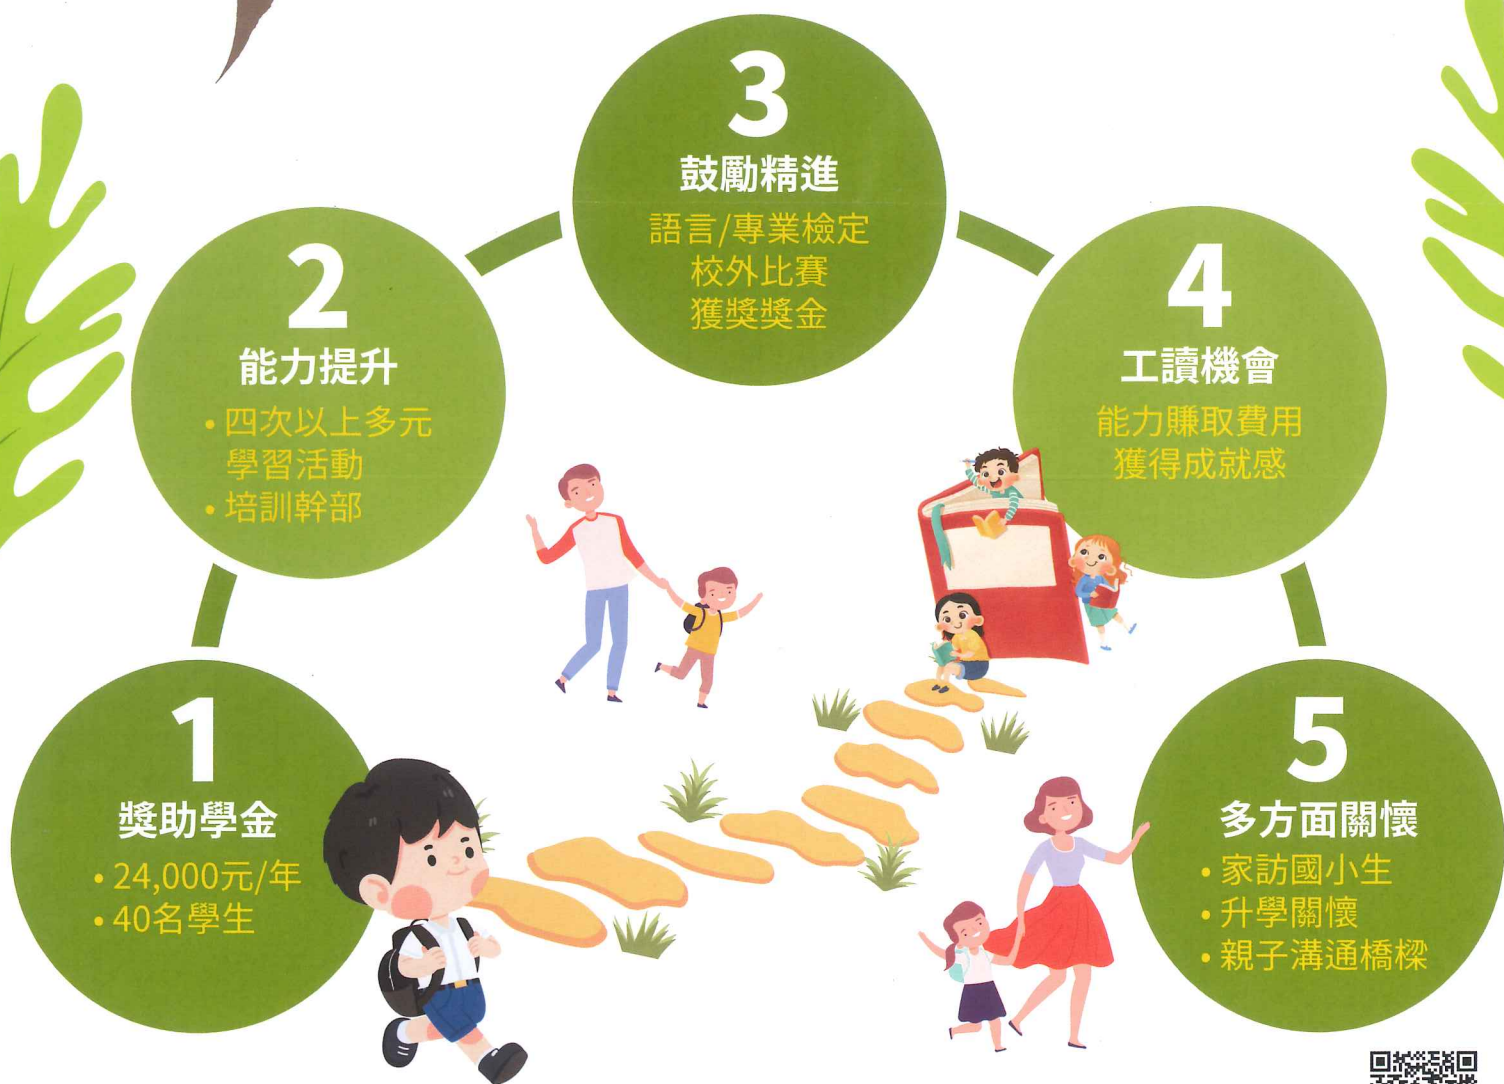 1
獎助學金
• 24,000元/年
• 40名學生
2
能力提升
• 四次以上多元
學習活動
• 培訓幹部
3
鼓勵精進
語言/專業檢定
校外比賽
獲獎獎金
4
工讀機會
能力賺取費用
獲得成就感
5
多方面關懷
• 家訪國小生
• 升學關懷
• 親子溝通橋樑